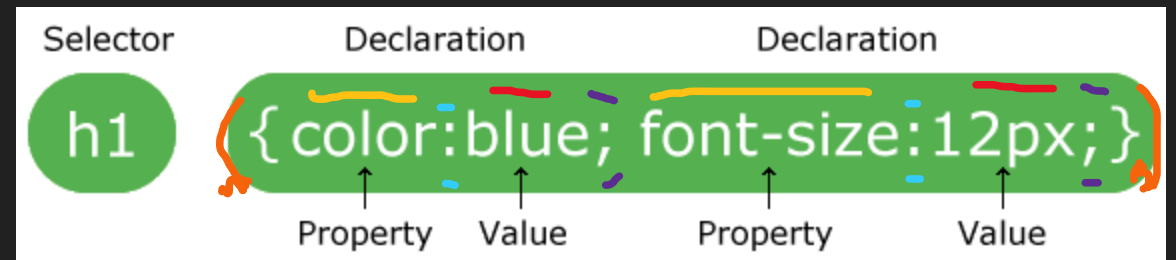 Selector Declaration Declaration
h1 {color:blue; font-size:12px;}
Property Value Property Value